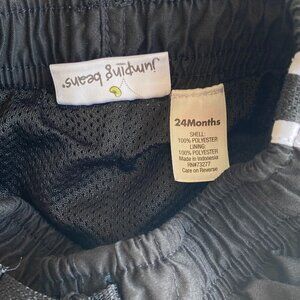 jumping beans®
24Months
SHELL:
100% POLYESTER
LINING:
100% POLYESTER
Made in Indonesia
RN#73277
Care on Reverse